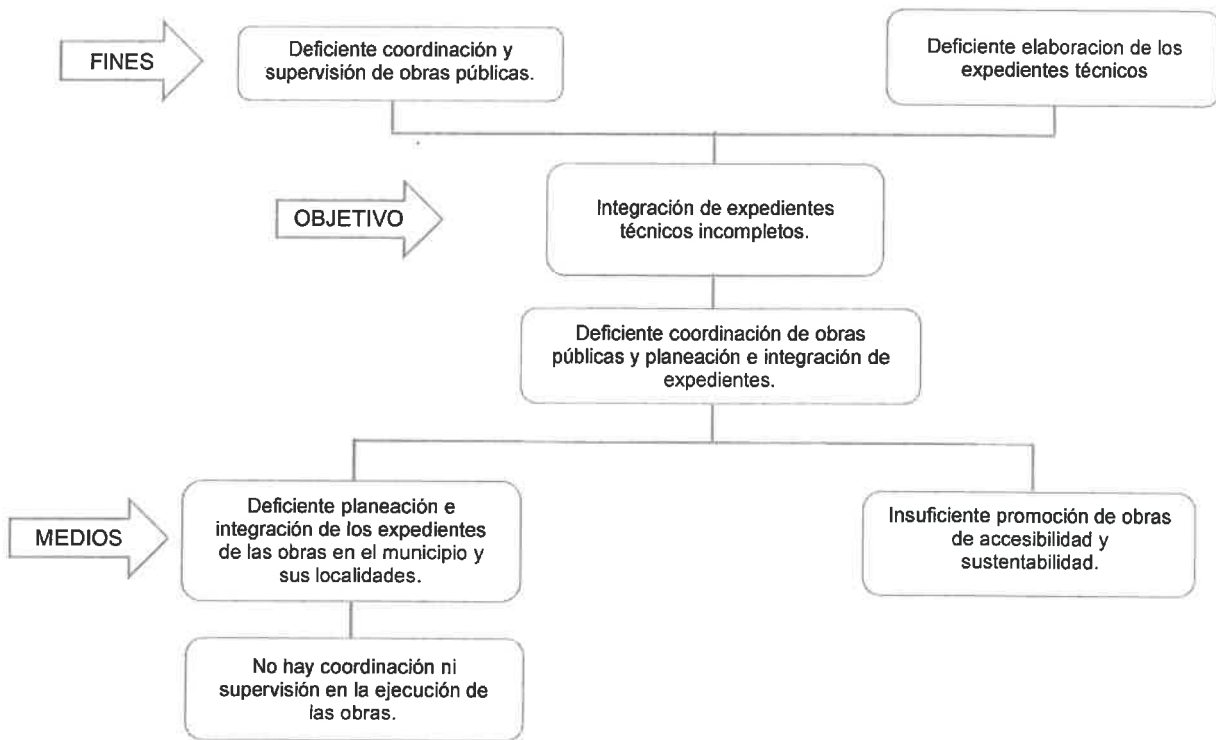 FINES
Deficiente coordinación y
supervisión de obras públicas.
Deficiente elaboracion de los
expedientes técnicos
OBJETIVO
Integración de expedientes
técnicos incompletos.
Deficiente coordinación de obras
públicas y planeación e integración de
expedientes.
MEDIOS
Deficiente planeación e
integración de los expedientes
de las obras en el municipio y
sus localidades.
Insuficiente promoción de obras
de accesibilidad y
sustentabilidad.
No hay coordinación ni
supervisión en la ejecución de
las obras.